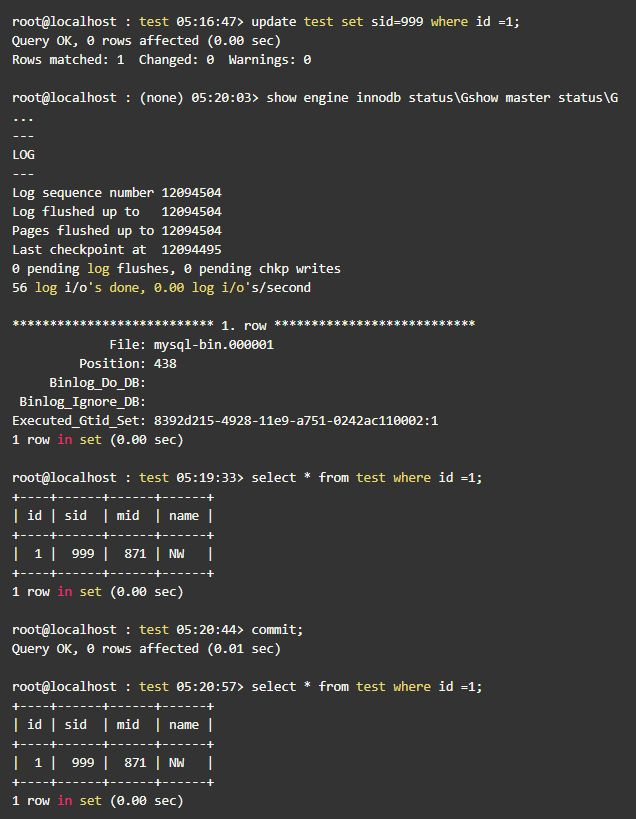 root@localhost : test 05:16:47> update test set sid=999 where id =1;
Query OK, 0 rows affected (0.00 sec)
Rows matched: 1  Changed: 0  Warnings: 0
root@localhost : (none) 05:20:03> show engine innodb status\Gshow master status\G
...
---
LOG
---
Log sequence number 12094504
Log flushed up to   12094504
Pages flushed up to 12094504
Last checkpoint at  12094495
0 pending log flushes, 0 pending chkp writes
56 log i/o's done, 0.00 log i/o's/second
*************************** 1. row ***************************
             File: mysql-bin.000001
         Position: 438
     Binlog_Do_DB:
 Binlog_Ignore_DB:
Executed_Gtid_Set: 8392d215-4928-11e9-a751-0242ac110002:1
1 row in set (0.00 sec)
root@localhost : test 05:19:33> select * from test where id =1;
+----+------+------+------+
| id | sid  | mid  | name |
+----+------+------+------+
|  1 |  999 |  871 | NW   |
+----+------+------+------+
1 row in set (0.00 sec)
root@localhost : test 05:20:44> commit;
Query OK, 0 rows affected (0.01 sec)
root@localhost : test 05:20:57> select * from test where id =1;
+----+------+------+------+
| id | sid  | mid  | name |
+----+------+------+------+
|  1 |  999 |  871 | NW   |
+----+------+------+------+
1 row in set (0.00 sec)